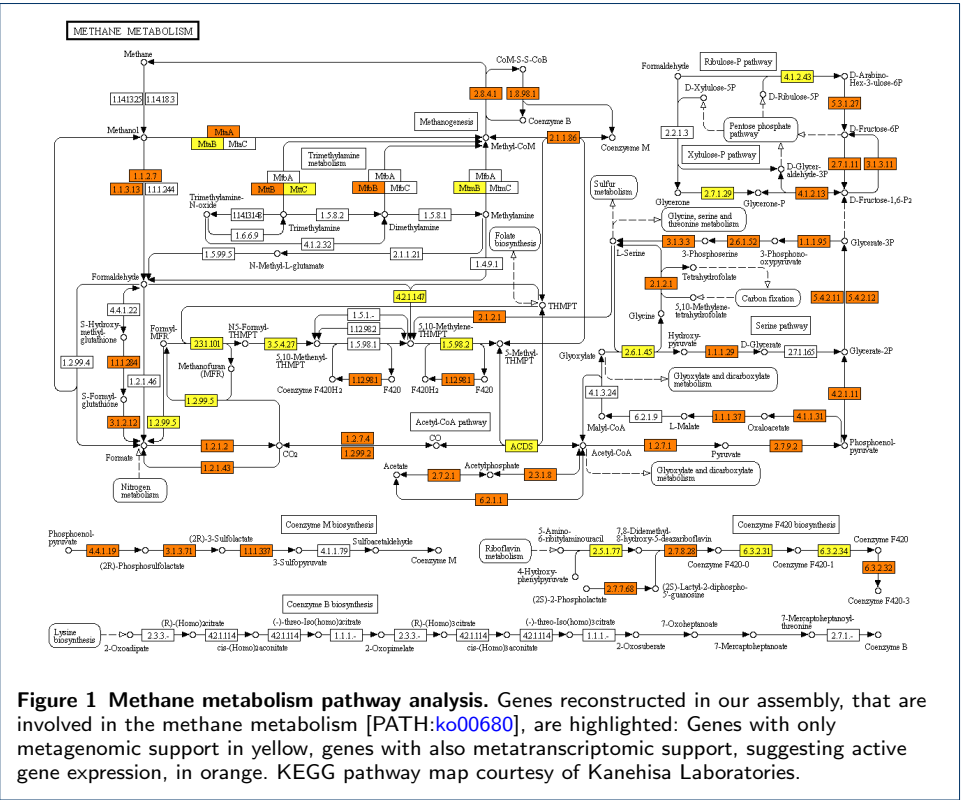 METHANE METABOLISM
Methane
1.14.13.25 1.14.18.3
Methanol
MtaA
MtaB MtaC
1.1.2.7
1.1.3.13 1.1.1.244
CoM-S-S-CoB
2.8.4.1 1.8.98.1
Coenzyme B
Methanogenesis
Methyl-CoM
2.1.1.86
Coenzyme M
Trimethylamine metabolism
MtbA
MttB MttC
MtbA
MtbB MtbC
MtbA
MtmB MtmC
Trimethylamine N-oxide
1.14.13.148
1.6.6.9
Trimethylamine
1.5.8.2
Dimethylamine
1.5.8.1
Methylamine
4.1.2.32
1.5.99.5
N-Methyl-L-glutamate
2.1.1.21
1.4.9.1
Folate biosynthesis
Formaldehyde
4.4.1.22
S-Hydroxymethylglutathione
1.2.99.4
1.1.1.284
1.2.1.46
S-Formylglutathione
3.1.2.12
1.2.99.5
Formate
Nitrogen metabolism
Formyl-MFR
2.3.1.101
N5-Formyl-THMPT
3.5.4.27
Methanofuran (MFR)
1.2.99.5
5,10-Methenyl-THMPT
4.2.1.147
1.5.1.-
1.12.98.2
1.5.98.1
5,10-Methylene-THMPT
2.1.2.1
1.5.98.2
5-Methyl-THMPT
THMPT
Coenzyme F420H2
1.12.98.1
F420
F420H2
1.12.98.1
F420
1.2.1.2
1.2.1.43
CO2
1.2.7.4
1.2.99.2
CO
Acetyl-CoA pathway
ACDS
Acetyl-CoA
Acetate
2.7.2.1
Acetylphosphate
2.3.1.8
6.2.1.1
Formaldehyde
Ribulose-P pathway
4.1.2.43
D-Arabino-Hex-3-ulose-6P
D-Xylulose-5P
D-Ribulose-5P
5.3.1.27
2.2.1.3
Pentose phosphate pathway
D-Fructose-6P
Xylulose-P pathway
D-Glyceraldehyde-3P
2.7.1.11 3.1.3.11
Glycerone
2.7.1.29
Glycerone-P
4.1.2.13
D-Fructose-1,6-P2
Sulfur metabolism
Glycine, serine and threonine metabolism
L-Serine
3.1.3.3
3-Phosphoserine
2.6.1.52
3-Phosphonooxypyruvate
1.1.1.95
Glycerate-3P
Tetrahydrofolate
2.1.2.1
Carbon fixation
5,10-Methylenetetrahydrofolate
Glycine
5.4.2.11 5.4.2.12
Serine pathway
Glyoxylate
2.6.1.45
Hydroxypyruvate
1.1.1.29
D-Glycerate
2.7.1.165
Glycerate-2P
Glyoxylate and dicarboxylate metabolism
4.1.3.24
4.2.1.11
Malyl-CoA
6.2.1.9
L-Malate
1.1.1.37
Oxaloacetate
4.1.1.31
1.2.7.1
Pyruvate
2.7.9.2
Phosphoenolpyruvate
Glyoxylate and dicarboxylate metabolism
Coenzyme M biosynthesis
Phosphoenolpyruvate
4.4.1.19
(2R)-Phosphosulfolactate
3.1.3.71
(2R)-3-Sulfolactate
1.1.1.337
3-Sulfopyruvate
4.1.1.79
Sulfoacetaldehyde
Coenzyme M
Coenzyme F420 biosynthesis
Riboflavin metabolism
5-Amino-6-ribitylaminouracil
2.5.1.77
4-Hydroxyphenylpyruvate
7,8-Didemethyl-8-hydroxy-5-deazariboflavin
2.7.8.28
2.7.7.68
(2S)-2-Phospholactate
(2S)-Lactyl-2-diphospho-5'-guanosine
Coenzyme F420-0
6.3.2.31
Coenzyme F420-1
6.3.2.34
Coenzyme F420
6.3.2.32
Coenzyme F420-3
Coenzyme B biosynthesis
Lysine biosynthesis
2-Oxoadipate
2.3.3.-
(R)-(Homo)2citrate
4.2.1.114
cis-(Homo)2aconitate
4.2.1.114
(-)-threo-Iso(homo)2citrate
1.1.1.-
2-Oxopimelate
2.3.3.-
(R)-(Homo)3citrate
4.2.1.114
cis-(Homo)3aconitate
4.2.1.114
(-)-threo-Iso(homo)3citrate
1.1.1.-
2-Oxosuberate
7-Oxoheptanoate
7-Mercaptoheptanoate
7-Mercaptoheptanoyl-threonine
2.7.1.-
Coenzyme B
Figure 1 Methane metabolism pathway analysis. Genes reconstructed in our assembly, that are
involved in the methane metabolism [PATH:ko00680], are highlighted: Genes with only
metagenomic support in yellow, genes with also metatranscriptomic support, suggesting active
gene expression, in orange. KEGG pathway map courtesy of Kanehisa Laboratories.